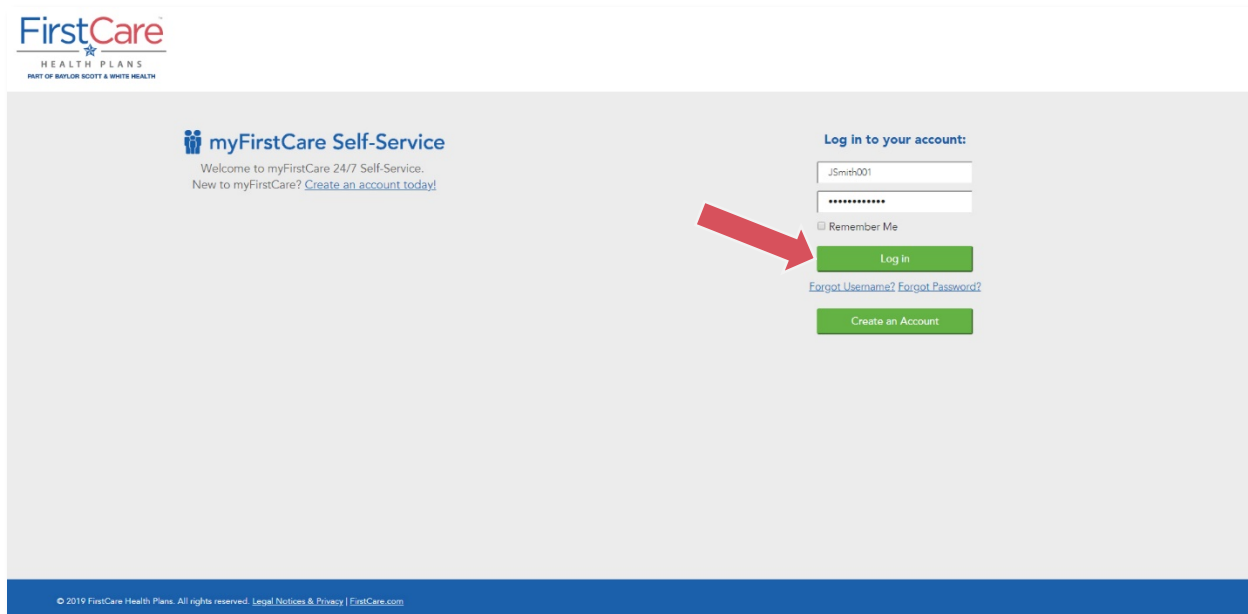 FirstCare
HEALTH PLANS
PART OF BAYLOR SCOTT & WHITE HEALTH
myFirstCare Self-Service
Welcome to myFirstCare 24/7 Self-Service.
New to myFirstCare? Create an account today!
Log in to your account:
JSmith001
••••••••••••
Remember Me
Log in
Forgot Username? Forgot Password?
Create an Account
© 2019 FirstCare Health Plans. All rights reserved. Legal Notices & Privacy | FirstCare.com